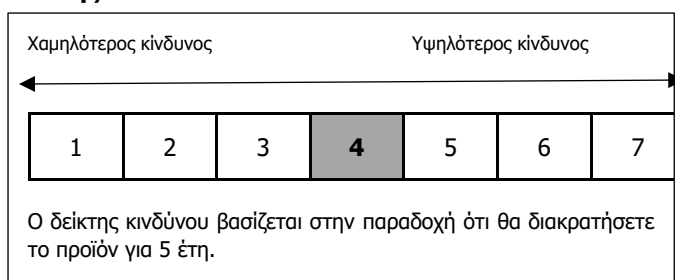 Χαμηλότερος κίνδυνος Υψηλότερος κίνδυνος
1 2 3 4 5 6 7
Ο δείκτης κινδύνου βασίζεται στην παραδοχή ότι θα διακρατήσετε
το προϊόν για 5 έτη.